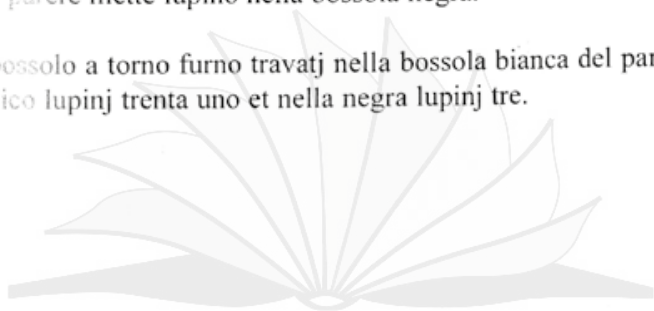 parere mette lupino nella bossola negra.
ossolo a torno furno travatj nella bossola bianca del par
ico lupinj trenta uno et nella negra lupinj tre.